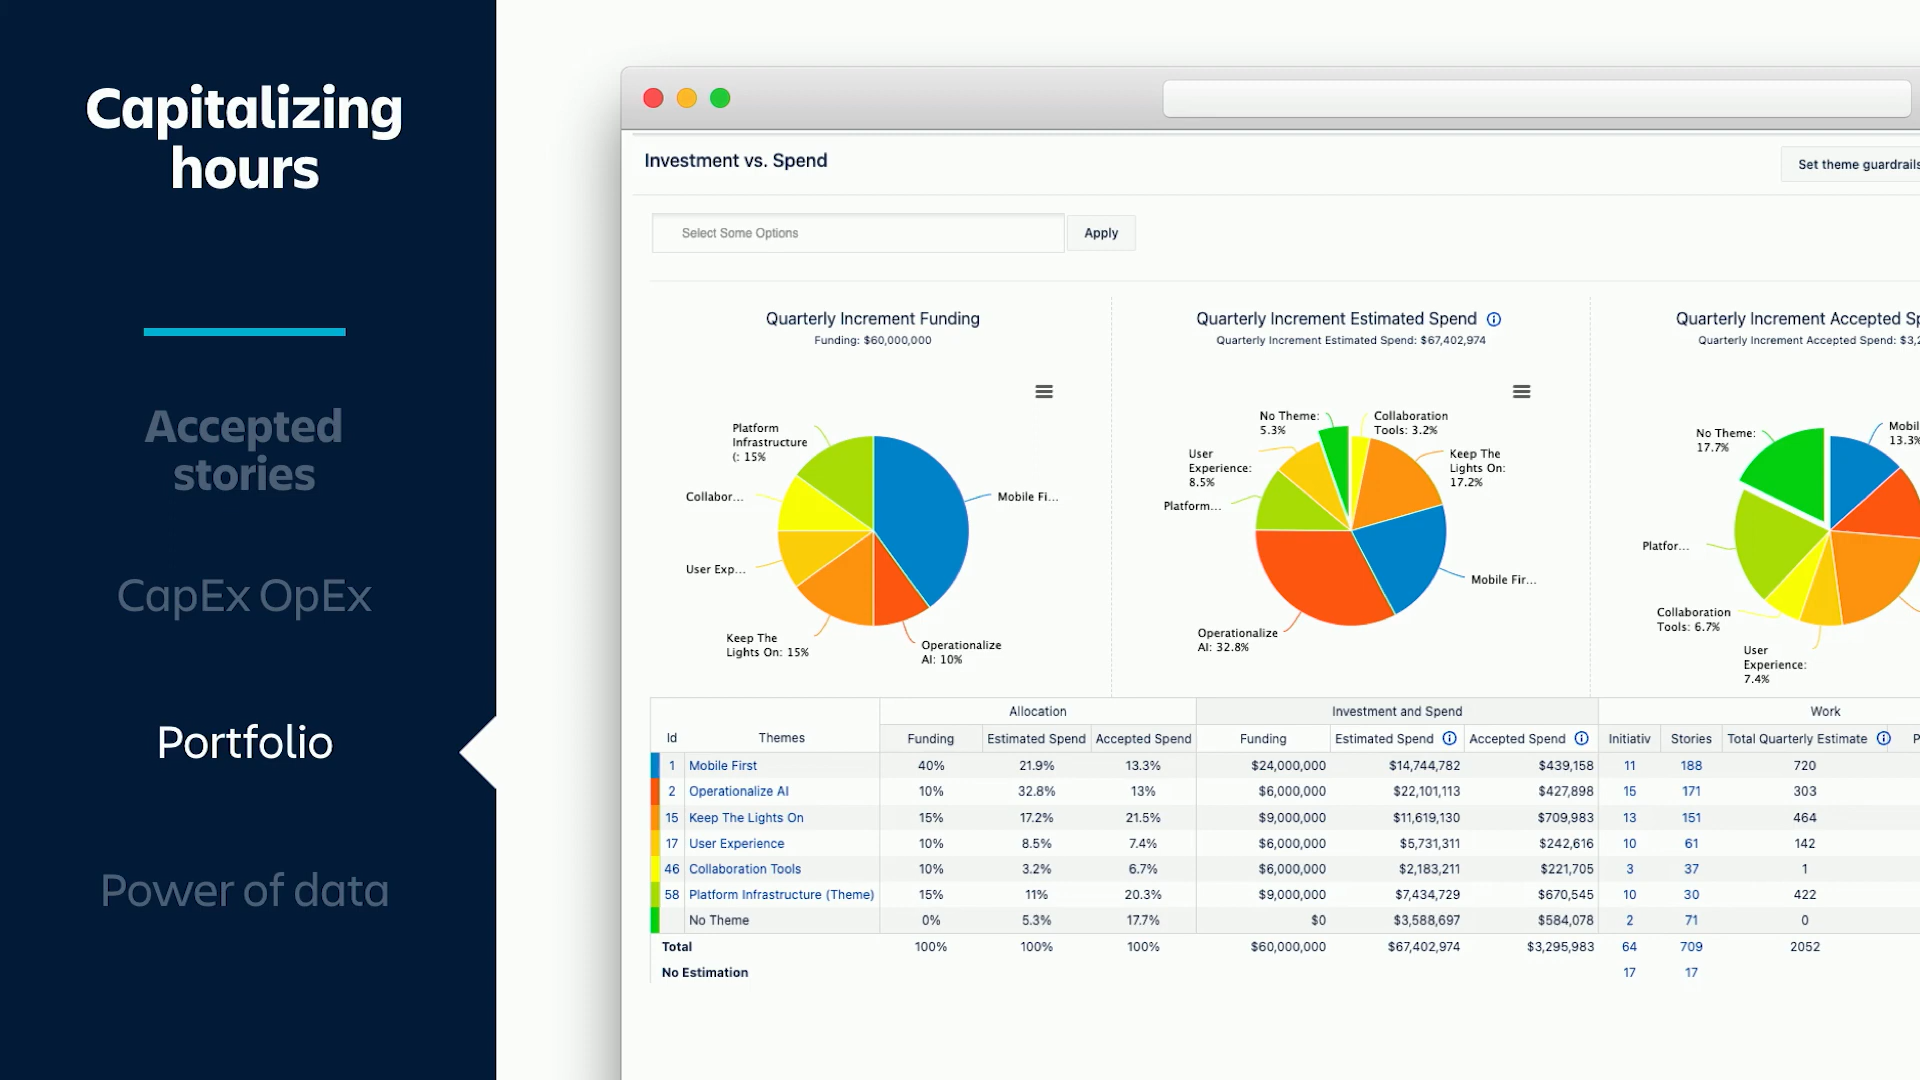 Capitalizing
hours
Accepted
stories
CapEx OpEx
Portfolio
Power of data
Investment vs. Spend
Set theme guardrails
Select Some Options
Apply
Quarterly Increment Funding
Funding: $60,000,000
Platform
Infrastructure
(: 15%
Collabor...
User Exp...
Keep The
Lights On: 15%
Operationalize
AI: 10%
Mobile Fi...
Quarterly Increment Estimated Spend
Quarterly Increment Estimated Spend: $67,402,974
No Theme:
5.3%
Collaboration
Tools: 3.2%
User
Experience:
8.5%
Keep The
Lights On:
17.2%
Platform...
Mobile Fir...
Operationalize
AI: 32.8%
Quarterly Increment Accepted Sp
Quarterly Increment Accepted Spend: $3,2
No Theme:
17.7%
Mobil
13.3%
Platfor...
Collaboration
Tools: 6.7%
User
Experience:
7.4%
Allocation Investment and Spend Work
Id Themes Funding Estimated Spend Accepted Spend Funding Estimated Spend Accepted Spend Initiativ Stories Total Quarterly Estimate P
1 Mobile First 40% 21.9% 13.3% $24,000,000 $14,744,782 $439,158 11 188 720
2 Operationalize AI 10% 32.8% 13% $6,000,000 $22,101,113 $427,898 15 171 303
15 Keep The Lights On 15% 17.2% 21.5% $9,000,000 $11,619,130 $709,983 13 151 464
17 User Experience 10% 8.5% 7.4% $6,000,000 $5,731,311 $242,616 10 61 142
46 Collaboration Tools 10% 3.2% 6.7% $6,000,000 $2,183,211 $221,705 3 37 1
58 Platform Infrastructure (Theme) 15% 11% 20.3% $9,000,000 $7,434,729 $670,545 10 30 422
No Theme 0% 5.3% 17.7% $0 $3,588,697 $584,078 2 71 0
Total 100% 100% 100% $60,000,000 $67,402,974 $3,295,983 64 709 2052
No Estimation 17 17